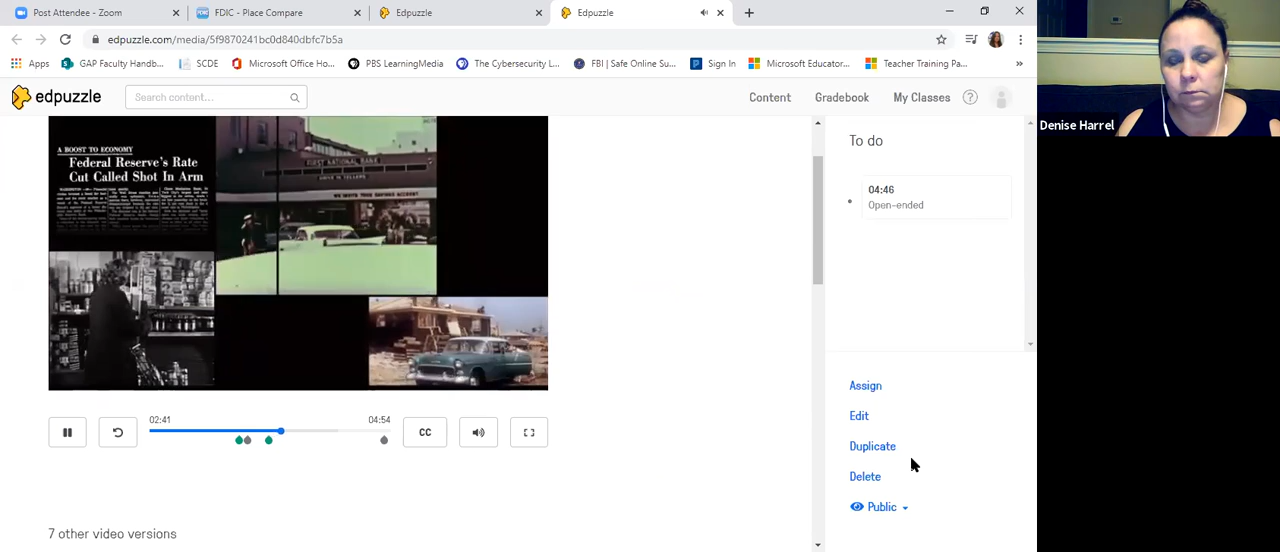 Post Attendee - Zoom
FDIC - Place Compare
Edpuzzle
Edpuzzle
edpuzzle.com/media/5f9870241bc0d840dbfc7b5a
Apps
GAP Faculty Handb...
SCDE
Microsoft Office Ho...
PBS LearningMedia
The Cybersecurity L...
FBI | Safe Online Su...
Sign In
Microsoft Educator...
Teacher Training Pa...
»
edpuzzle
Search content...
Content
Gradebook
My Classes
?
Denise Harrel
To do
04:46
Open-ended
A BOOST TO ECONOMY
Federal Reserve's Rate
Cut Called Shot In Arm
FIRST NATIONAL BANK
02:41
04:54
CC
Assign
Edit
Duplicate
Delete
Public
7 other video versions